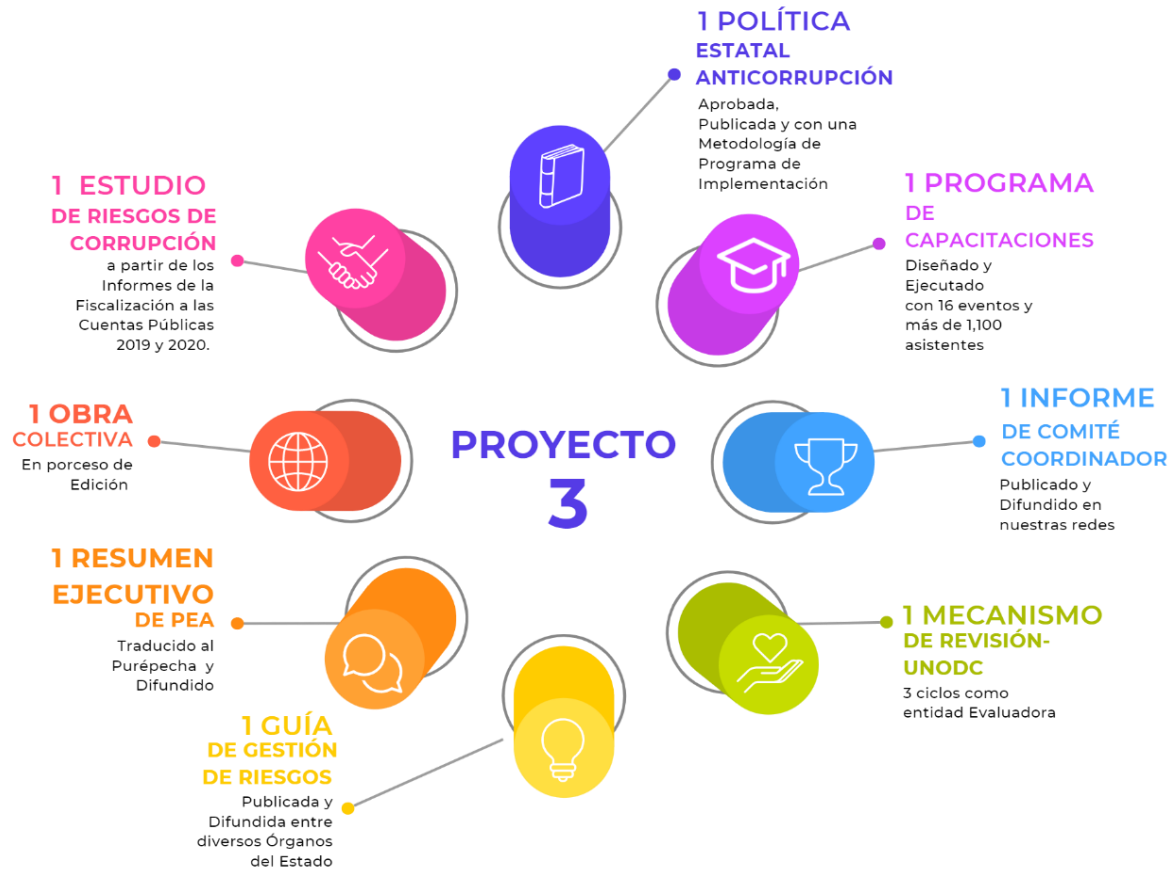 1 POLÍTICA
ESTATAL
ANTICORRUPCIÓN
Aprobada,
Publicada y con una
Metodología de
Programa de
Implementación
1 PROGRAMA
DE
CAPACITACIONES
Diseñado y
Ejecutado
con 16 eventos y
más de 1,100
asistentes
1 INFORME
DE COMITÉ
COORDINADOR
Publicado y
Difundido en
nuestras redes
1 MECANISMO
DE REVISIÓN-
UNODC
3 ciclos como
entidad Evaluadora
1 GUÍA
DE GESTIÓN
DE RIESGOS
Publicada y
Difundida entre
diversos Órganos
del Estado
1 RESUMEN
EJECUTIVO
DE PEA
Traducido al
Purépecha y
Difundido
1 OBRA
COLECTIVA
En porceso de
Edición
1 ESTUDIO
DE RIESGOS DE
CORRUPCIÓN
a partir de los
Informes de la
Fiscalización a las
Cuentas Públicas
2019 y 2020.
PROYECTO
3